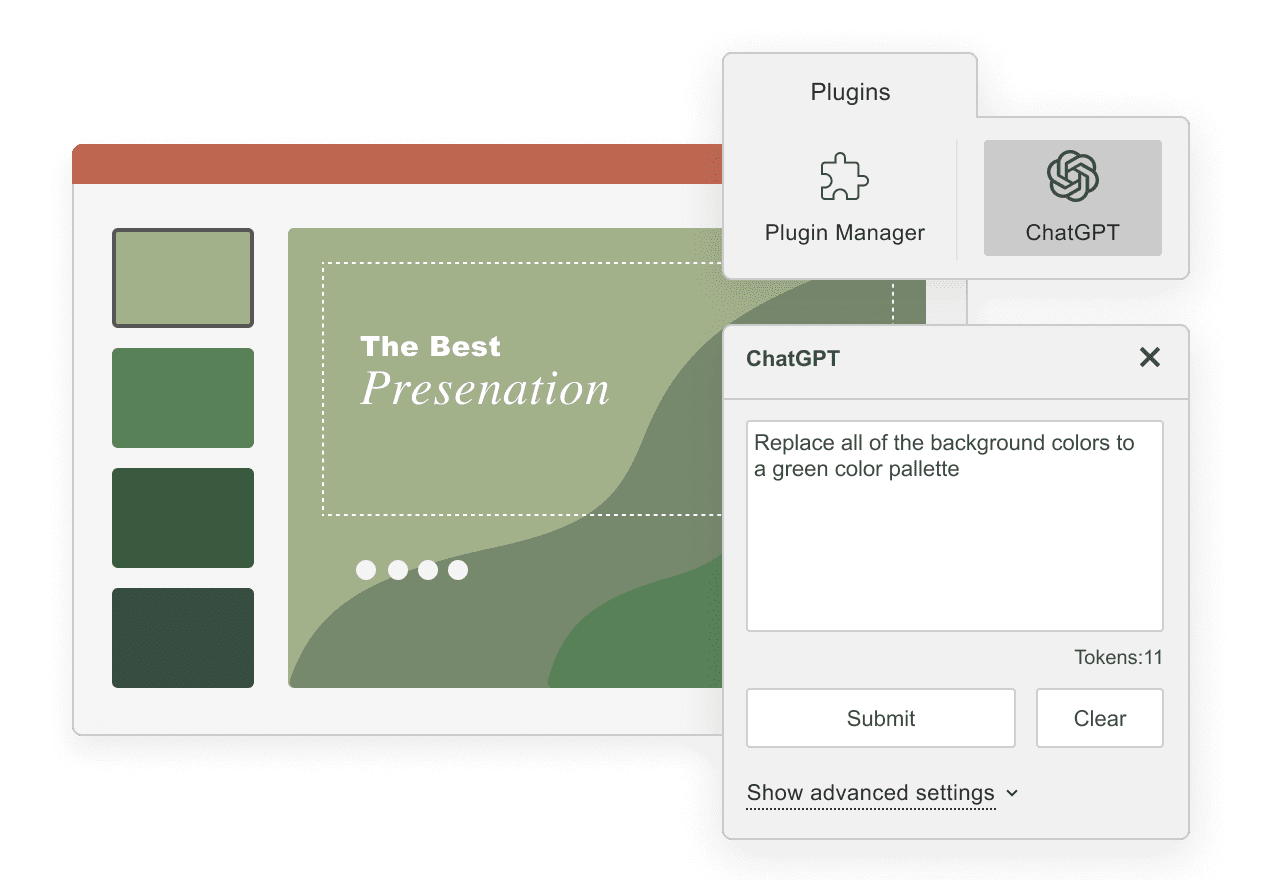 Plugins
Plugin Manager
ChatGPT
The Best
Presenation
ChatGPT
Replace all of the background colors to
a green color pallette
Tokens:11
Submit
Clear
Show advanced settings